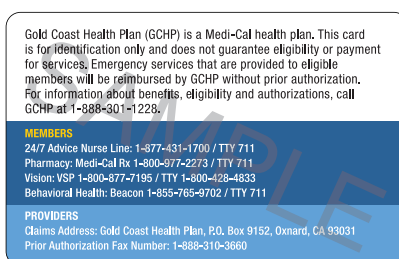 Gold Coast Health Plan (GCHP) is a Medi-Cal health plan. This card
is for identification only and does not guarantee eligibility or payment
for services. Emergency services that are provided to eligible
members will be reimbursed by GCHP without prior authorization.
For information about benefits, eligibility and authorizations, call
GCHP at 1-888-301-1228.
MEMBERS
24/7 Advice Nurse Line: 1-877-431-1700 / TTY 711
Pharmacy: Medi-Cal Rx 1-800-977-2273 / TTY 711
Vision: VSP 1-800-877-7195 / TTY 1-800-428-4833
Behavioral Health: Beacon 1-855-765-9702 / TTY 711
PROVIDERS
Claims Address: Gold Coast Health Plan, P.O. Box 9152, Oxnard, CA 93031
Prior Authorization Fax Number: 1-888-310-3660
SAMPLE